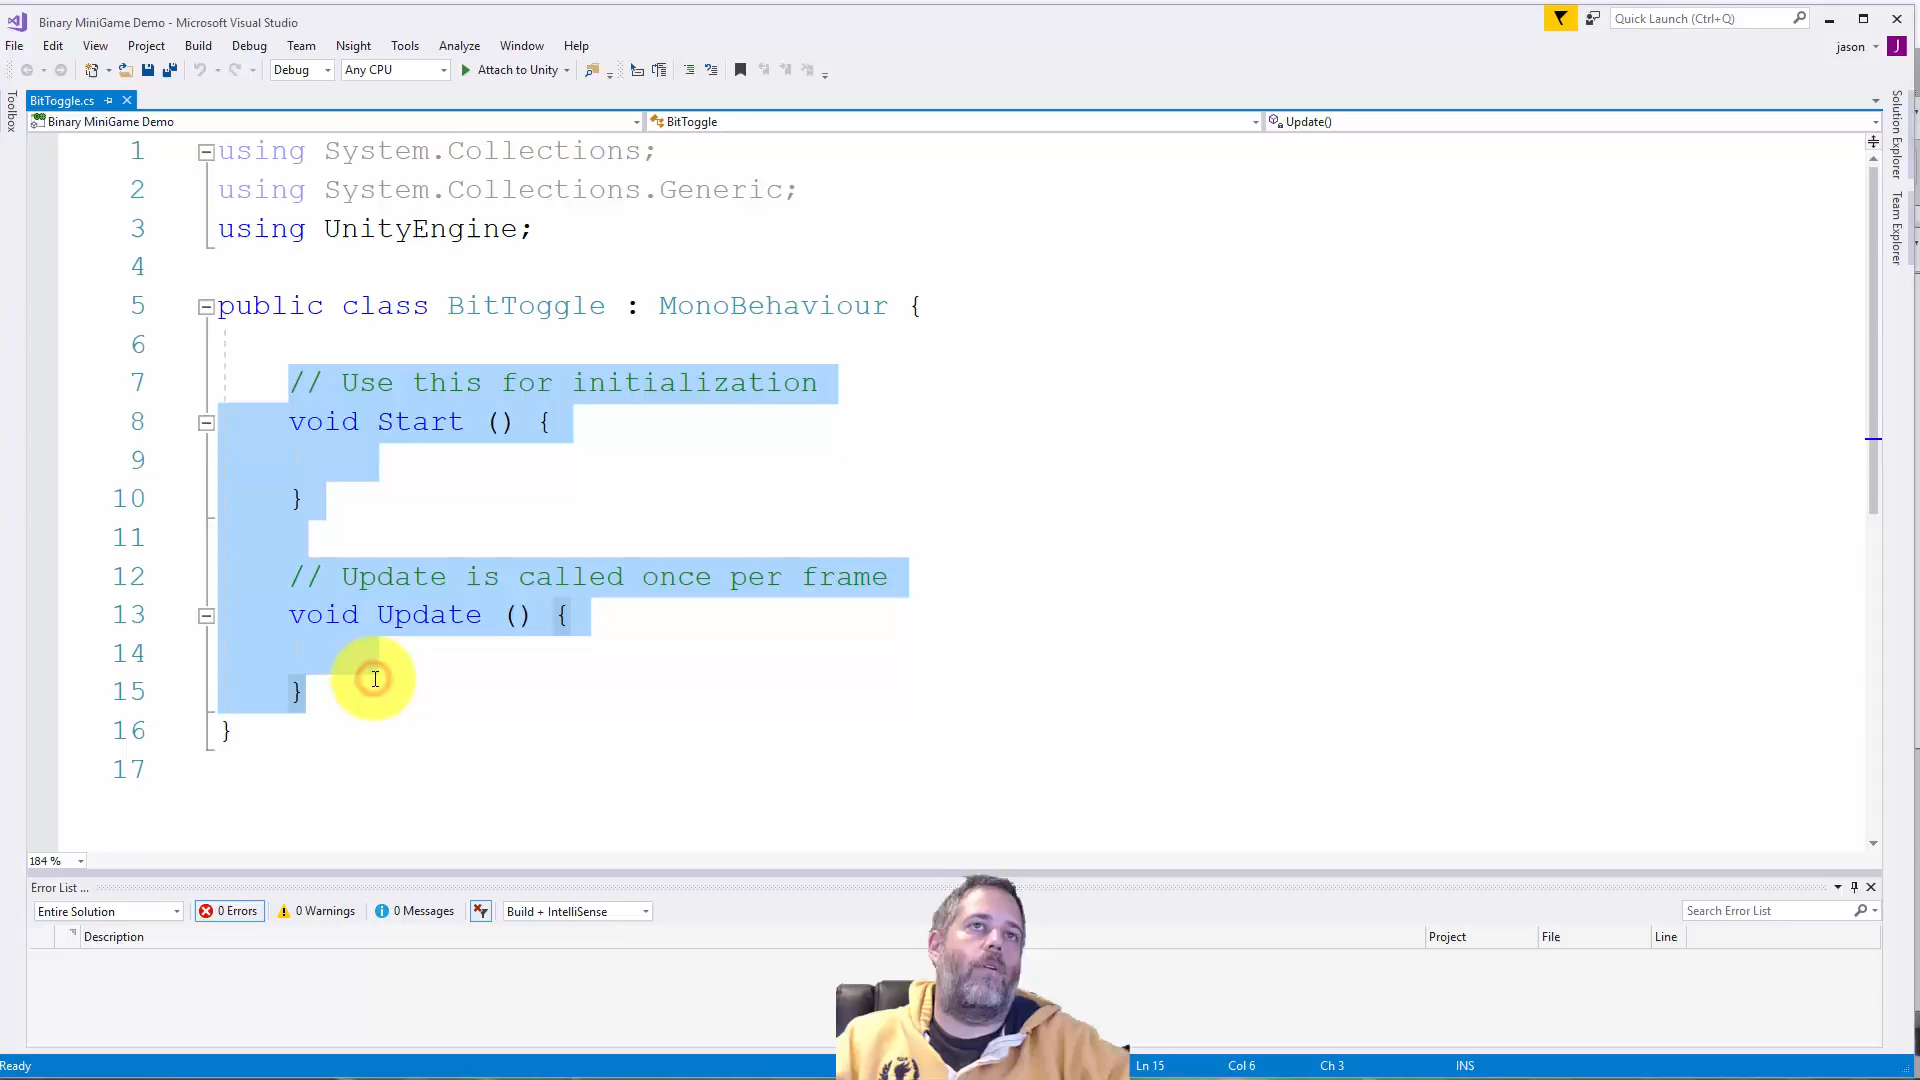 Binary MiniGame Demo - Microsoft Visual Studio
Quick Launch (Ctrl+Q)
File Edit View Project Build Debug Team Nsight Tools Analyze Window Help
jason J
Debug Any CPU Attach to Unity
Toolbox
BitToggle.cs
Binary MiniGame Demo BitToggle Update()
Solution Explorer
Team Explorer
1 using System.Collections;
2 using System.Collections.Generic;
3 using UnityEngine;
4
5 public class BitToggle : MonoBehaviour {
6
7 // Use this for initialization
8 void Start () {
9
10 }
11
12 // Update is called once per frame
13 void Update () {
14
15 }
16 }
17
184 %
Error List ...
Entire Solution 0 Errors 0 Warnings 0 Messages Build + IntelliSense Search Error List
Description Project File Line
Ready Ln 15 Col 6 Ch 3 INS